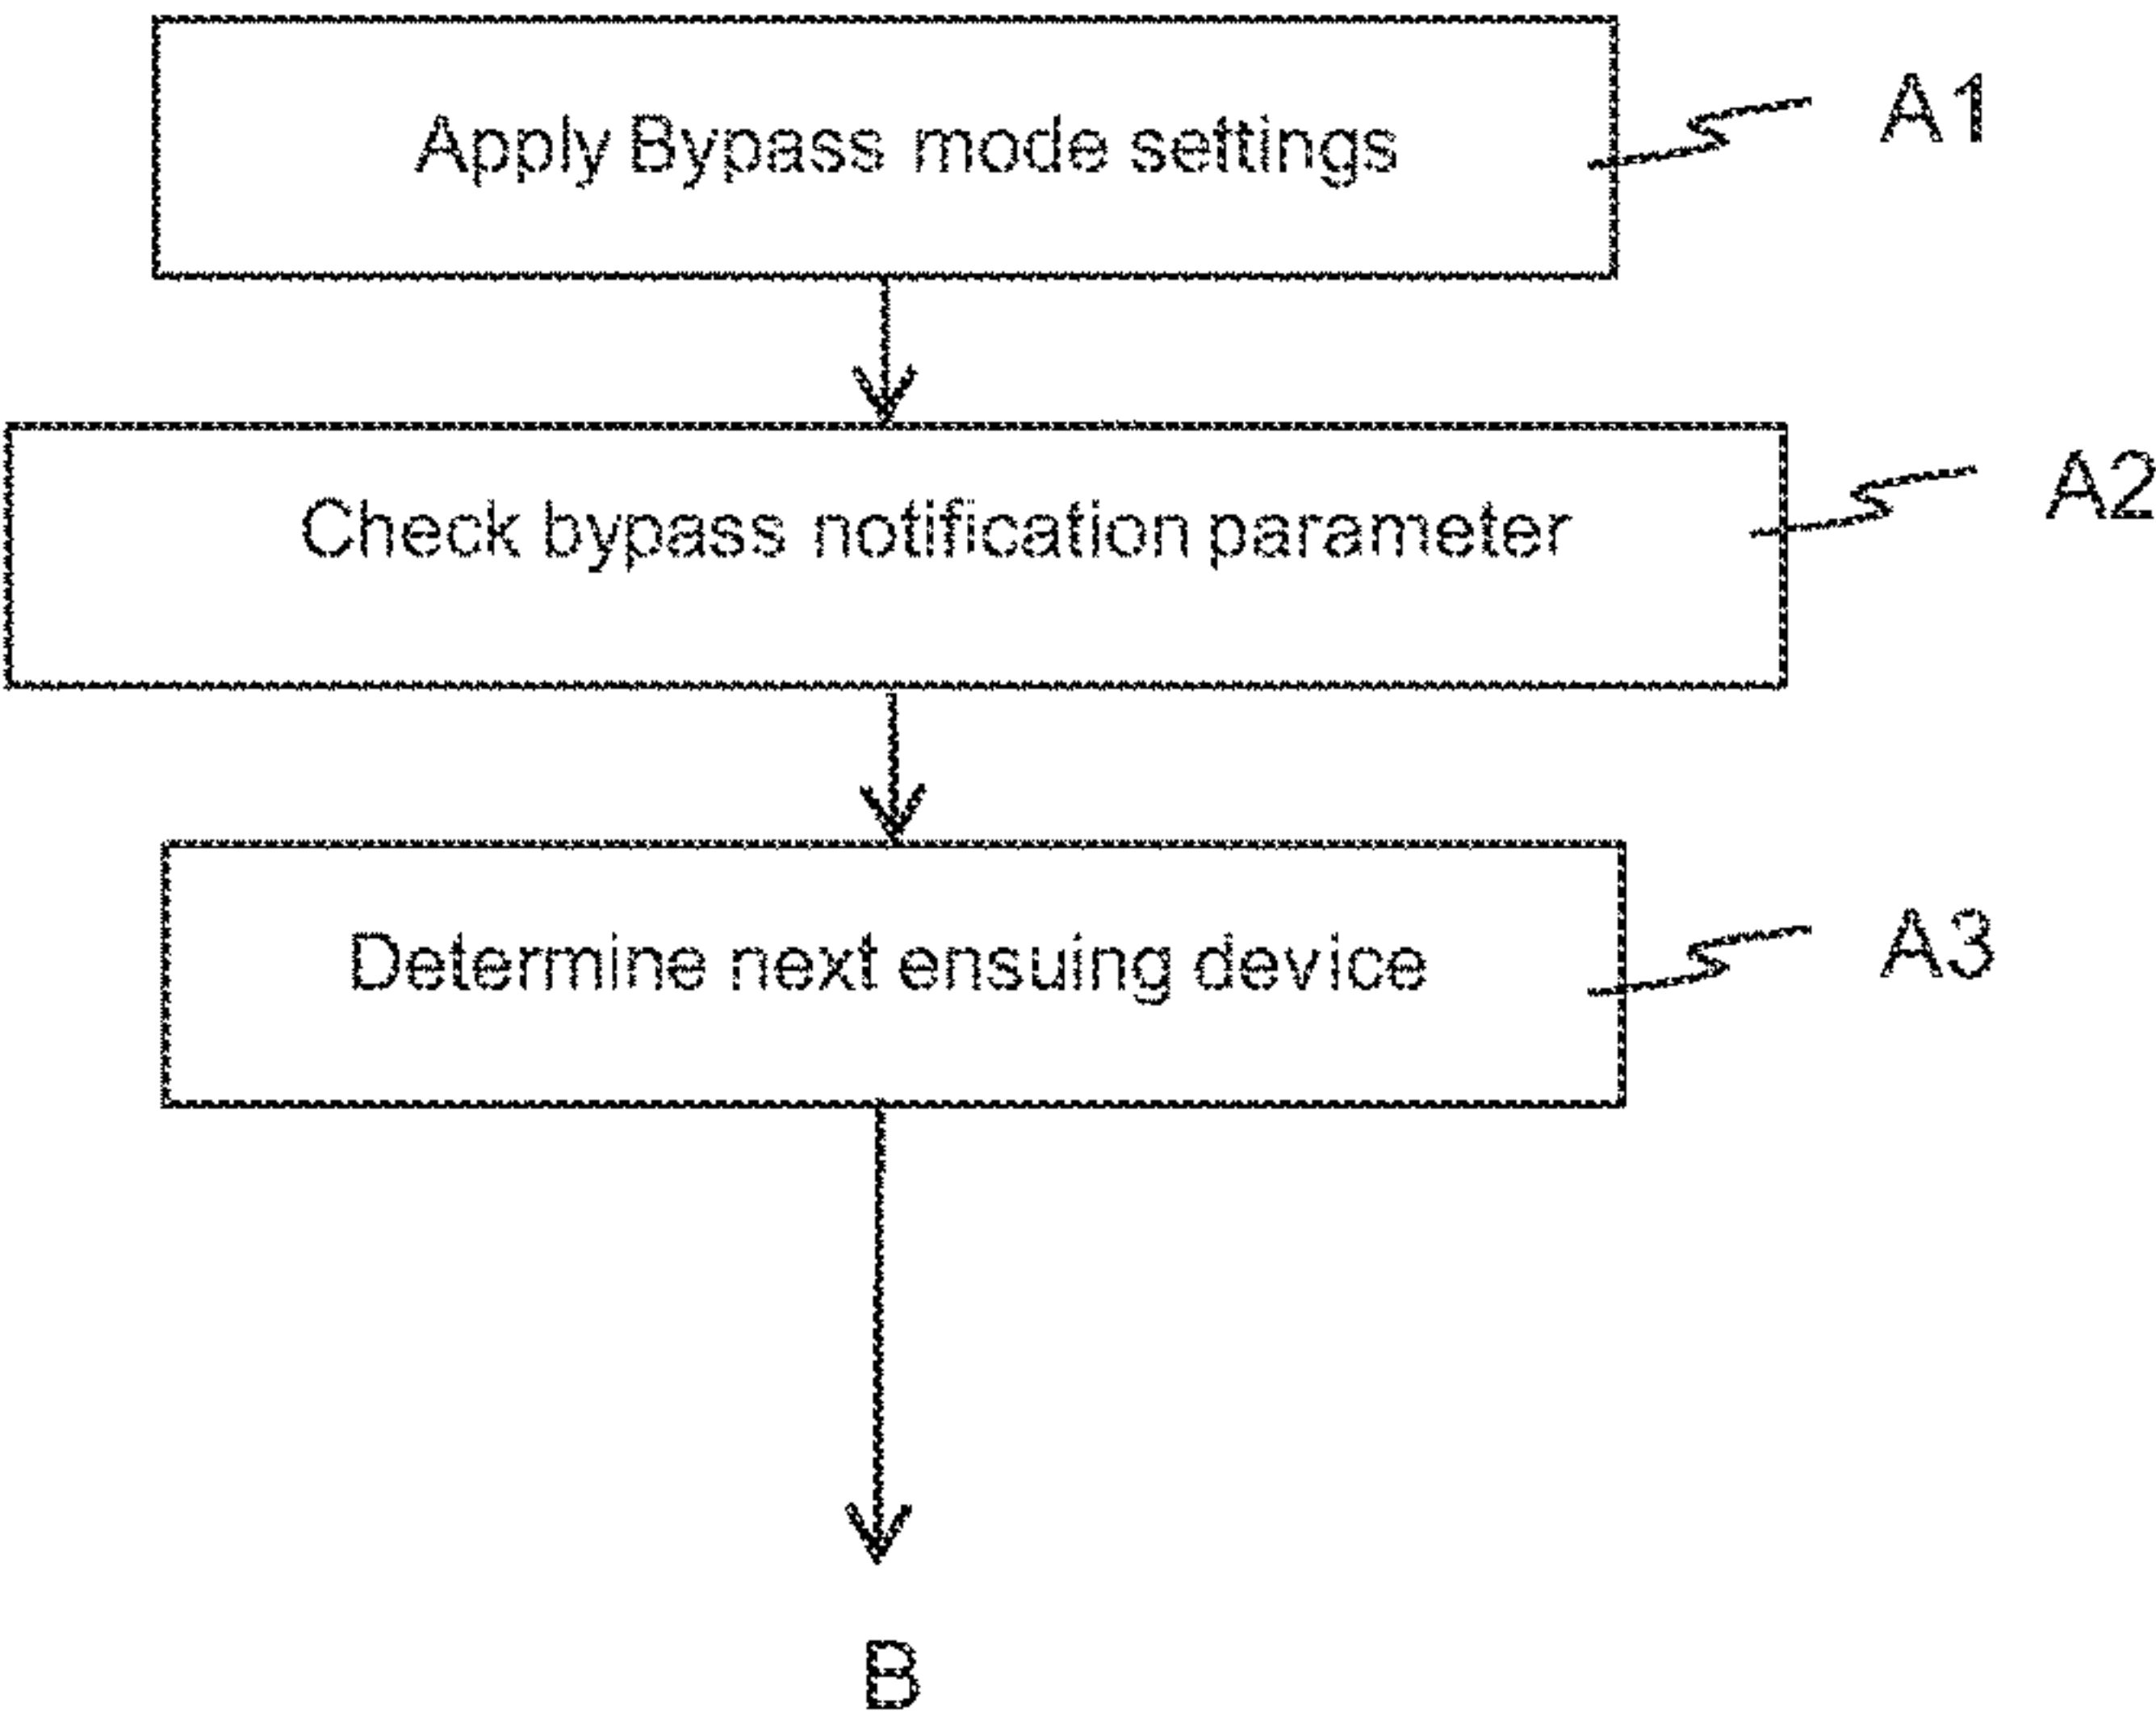 Apply Bypass mode settings
A1
Check bypass notification parameter
A2
Determine next ensuing device
A3
B